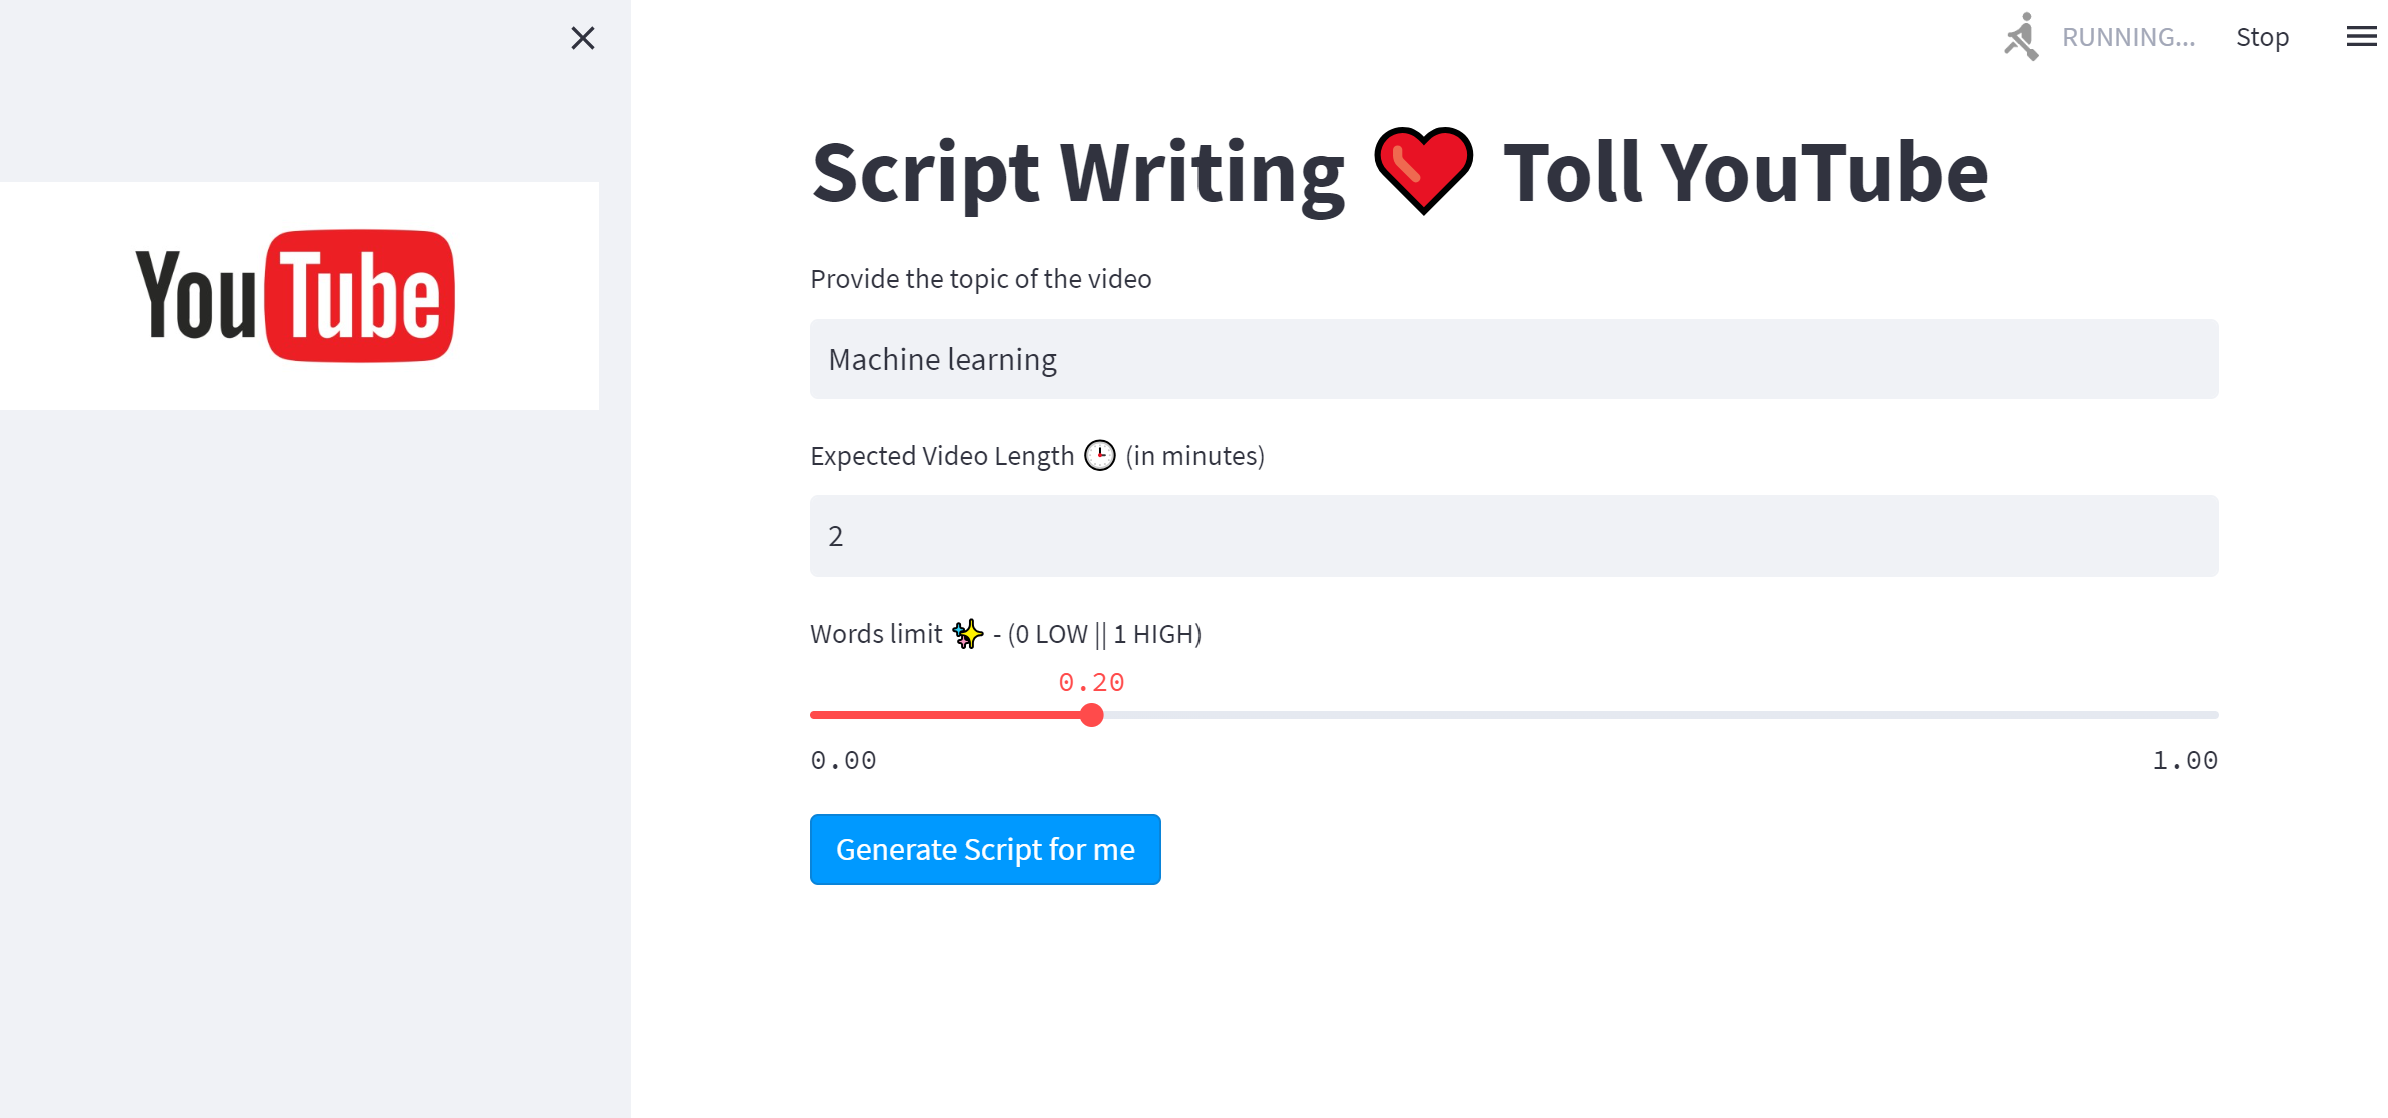 RUNNING...
Stop
YouTube
Script Writing ❤️ Toll YouTube
Provide the topic of the video
Machine learning
Expected Video Length 🕒 (in minutes)
2
Words limit ✨ - (0 LOW || 1 HIGH)
0.20
0.00
1.00
Generate Script for me